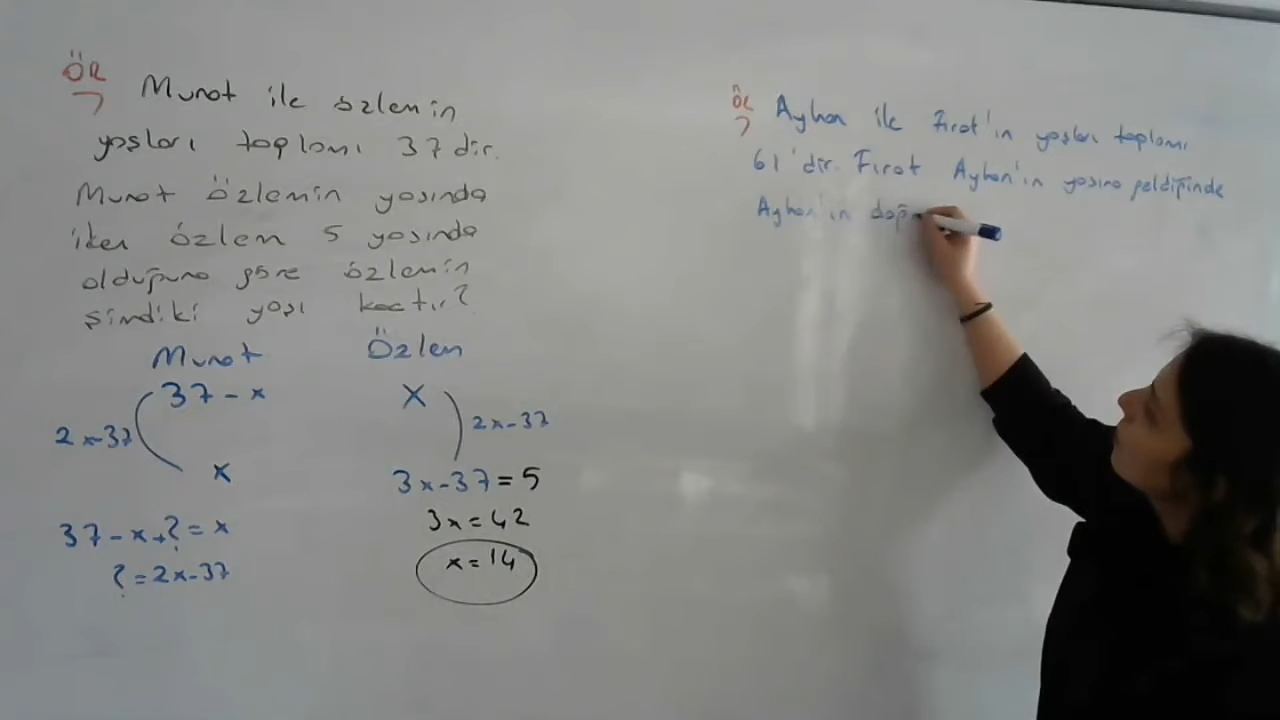 ÖR
Murat ile özlemin
yaşları toplamı 37 dir.
Murat Özlemin yaşında
iken özlem 5 yaşında
olduğuna göre özlemin
şimdiki yaşı kaçtır?
Murat Özlem
37 - x x
2x-37 2x-37
x 3x-37 = 5
37 - x + ? = x 3x = 42
? = 2x-37 x = 14
ÖR
Ayhan ile Fırat'ın yaşları toplamı
61'dir. Fırat Ayhan'ın yaşına geldiğinde
Ayhan'ın doğ